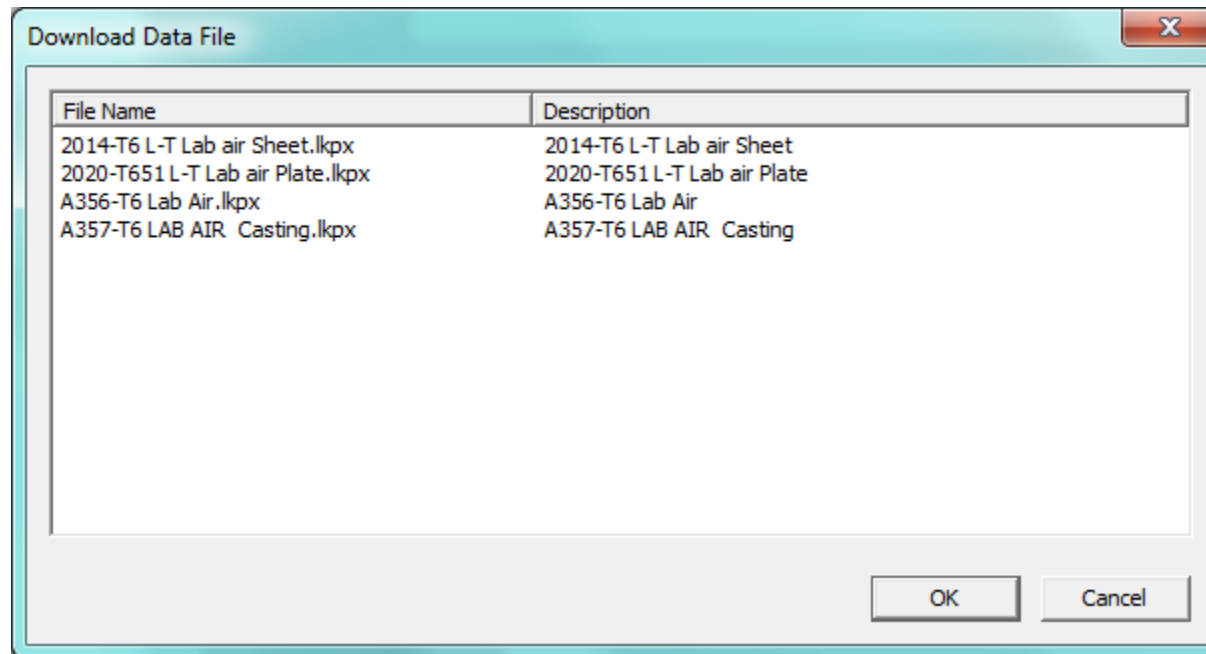 Download Data File
File Name Description
2014-T6 L-T Lab air Sheet.lkpx 2014-T6 L-T Lab air Sheet
2020-T651 L-T Lab air Plate.lkpx 2020-T651 L-T Lab air Plate
A356-T6 Lab Air.lkpx A356-T6 Lab Air
A357-T6 LAB AIR  Casting.lkpx A357-T6 LAB AIR  Casting
OK Cancel